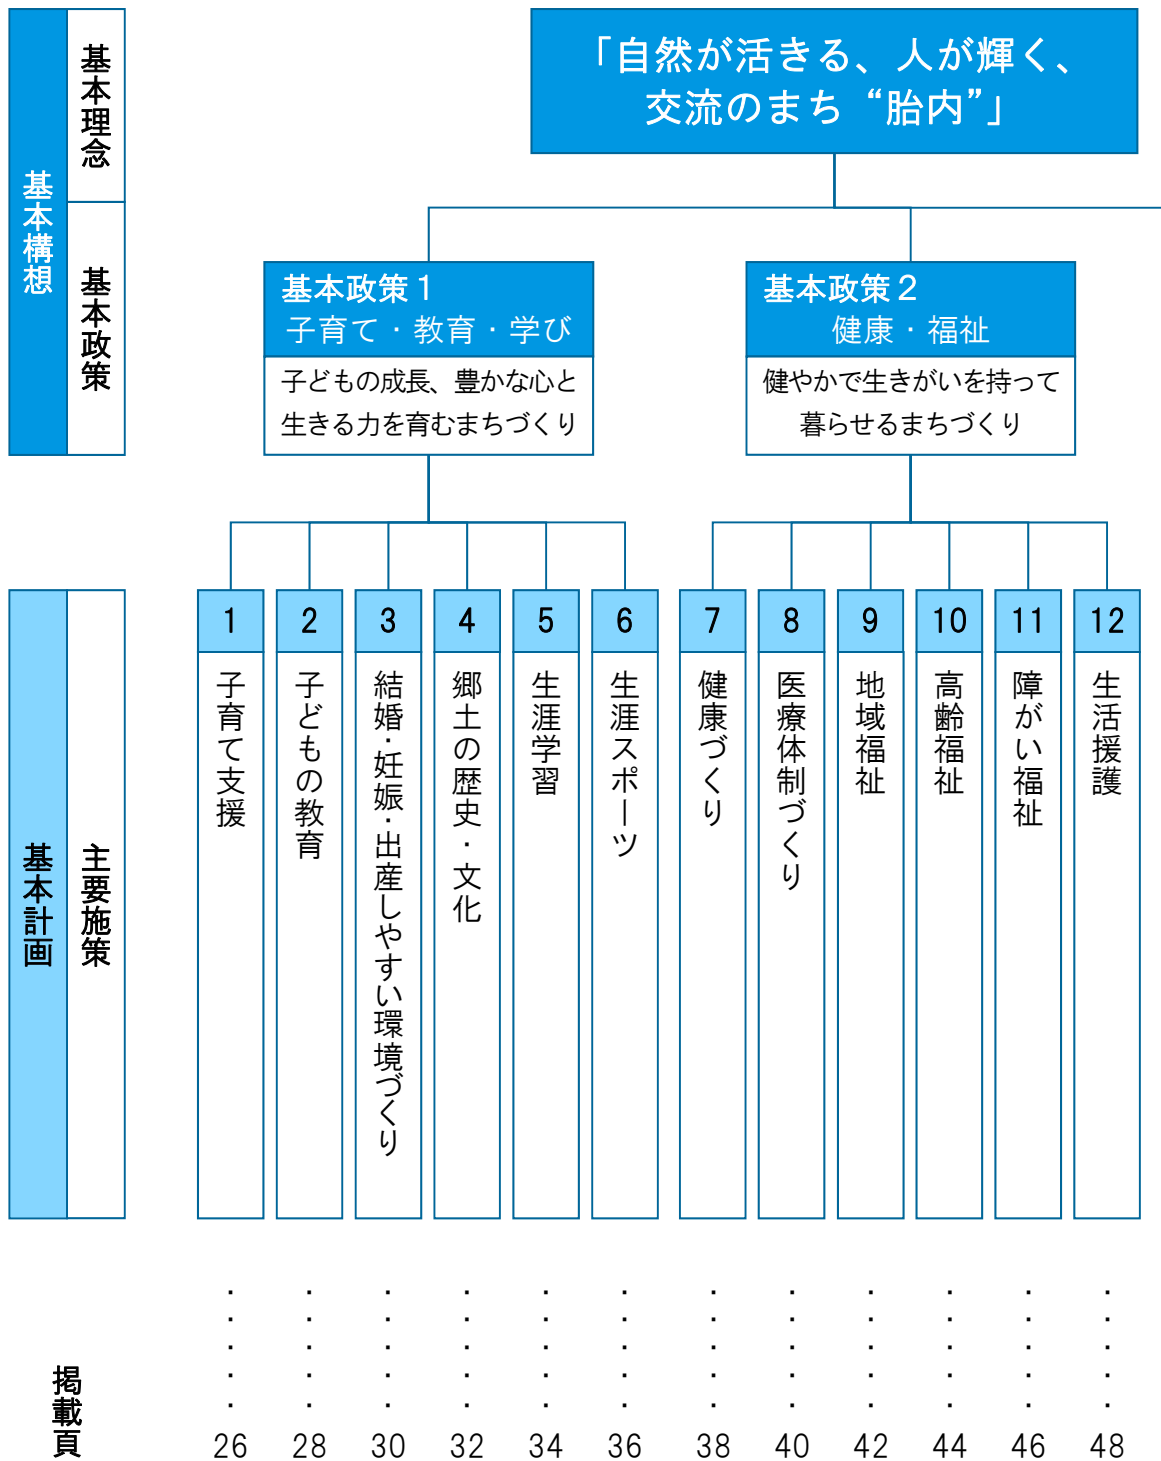 基本構想
基本理念
「自然が活きる、人が輝く、
交流のまち“胎内”」
基本政策
基本政策１
子育て・教育・学び
子どもの成長、豊かな心と
生きる力を育むまちづくり
基本政策２
健康・福祉
健やかで生きがいを持って
暮らせるまちづくり
基本計画
主要施策
1
子育て支援
2
子どもの教育
3
結婚・妊娠・出産しやすい環境づくり
4
郷土の歴史・文化
5
生涯学習
6
生涯スポーツ
7
健康づくり
8
医療体制づくり
9
地域福祉
10
高齢福祉
11
障がい福祉
12
生活援護
掲載頁
・・・・・26
・・・・・28
・・・・・30
・・・・・32
・・・・・34
・・・・・36
・・・・・38
・・・・・40
・・・・・42
・・・・・44
・・・・・46
・・・・・48